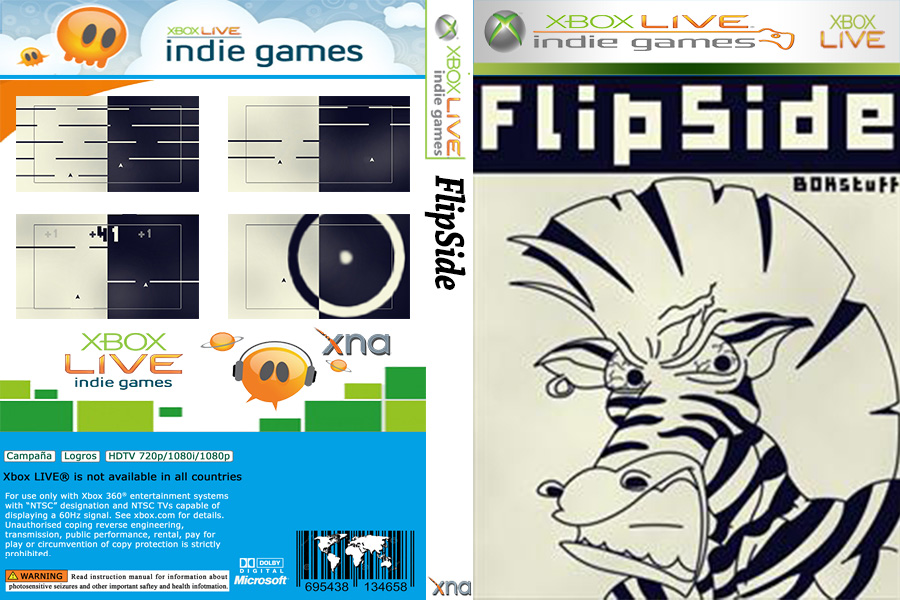 XBOX LIVE
indie games
+1
+41
+1
XBOX
LIVE
indie games
xna
Campaña
Logros
HDTV 720p/1080i/1080p
Xbox LIVE® is not available in all countries
For use only with Xbox 360® entertainment systems
with “NTSC” designation and NTSC TVs capable of
displaying a 60Hz signal. See xbox.com for details.
Unauthorised coping reverse engineering,
transmission, public performance, rental, pay for
play or circumvention of copy protection is strictly
prohibited.
WARNING Read instruction manual for information about
photosensitive seizures and other important saftey and health infotmation.
DOLBY
DIGITAL
Microsoft
695438 134658
XBOX LIVE
indie games
FlipSide
xna
XBOX LIVE
indie games
XBOX
LIVE
FlipSide
BOKstuff